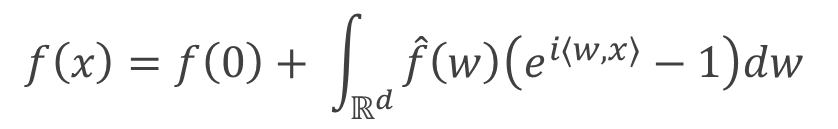 f(x) = f(0) + ∫_{ℝ^d} f̂(w)(e^{i⟨w,x⟩} − 1)dw